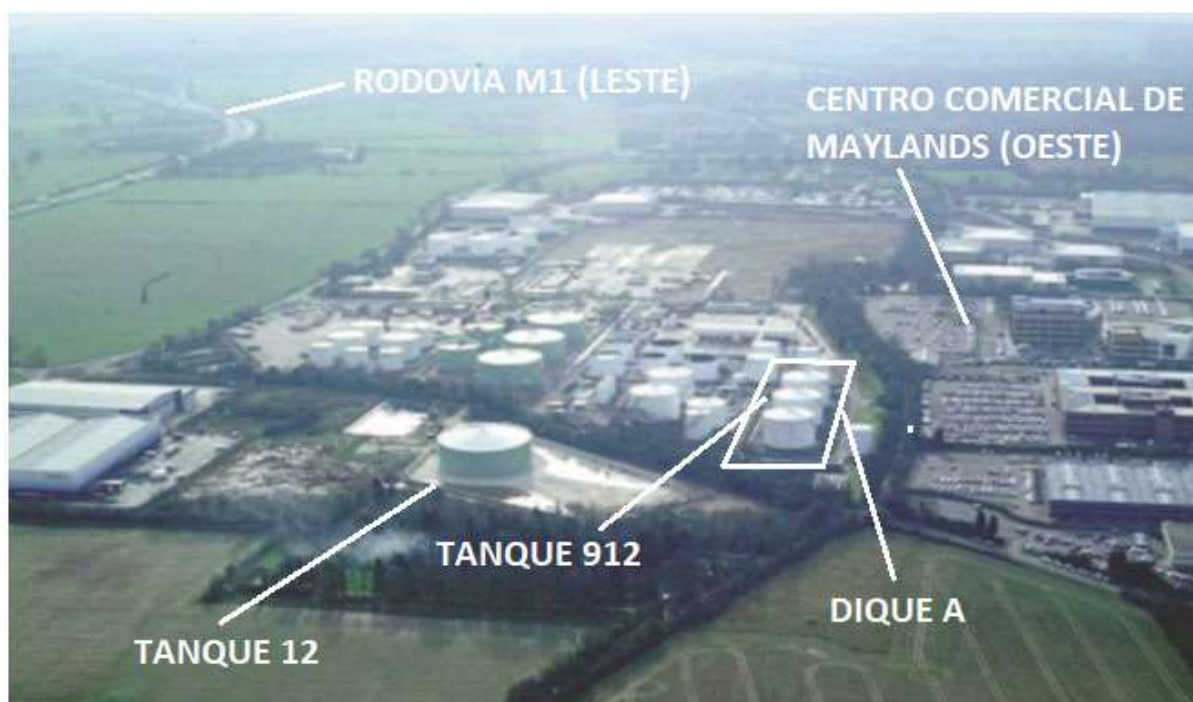 RODOVIA M1 (LESTE)
CENTRO COMERCIAL DE
MAYLANDS (OESTE)
TANQUE 912
DIQUE A
TANQUE 12